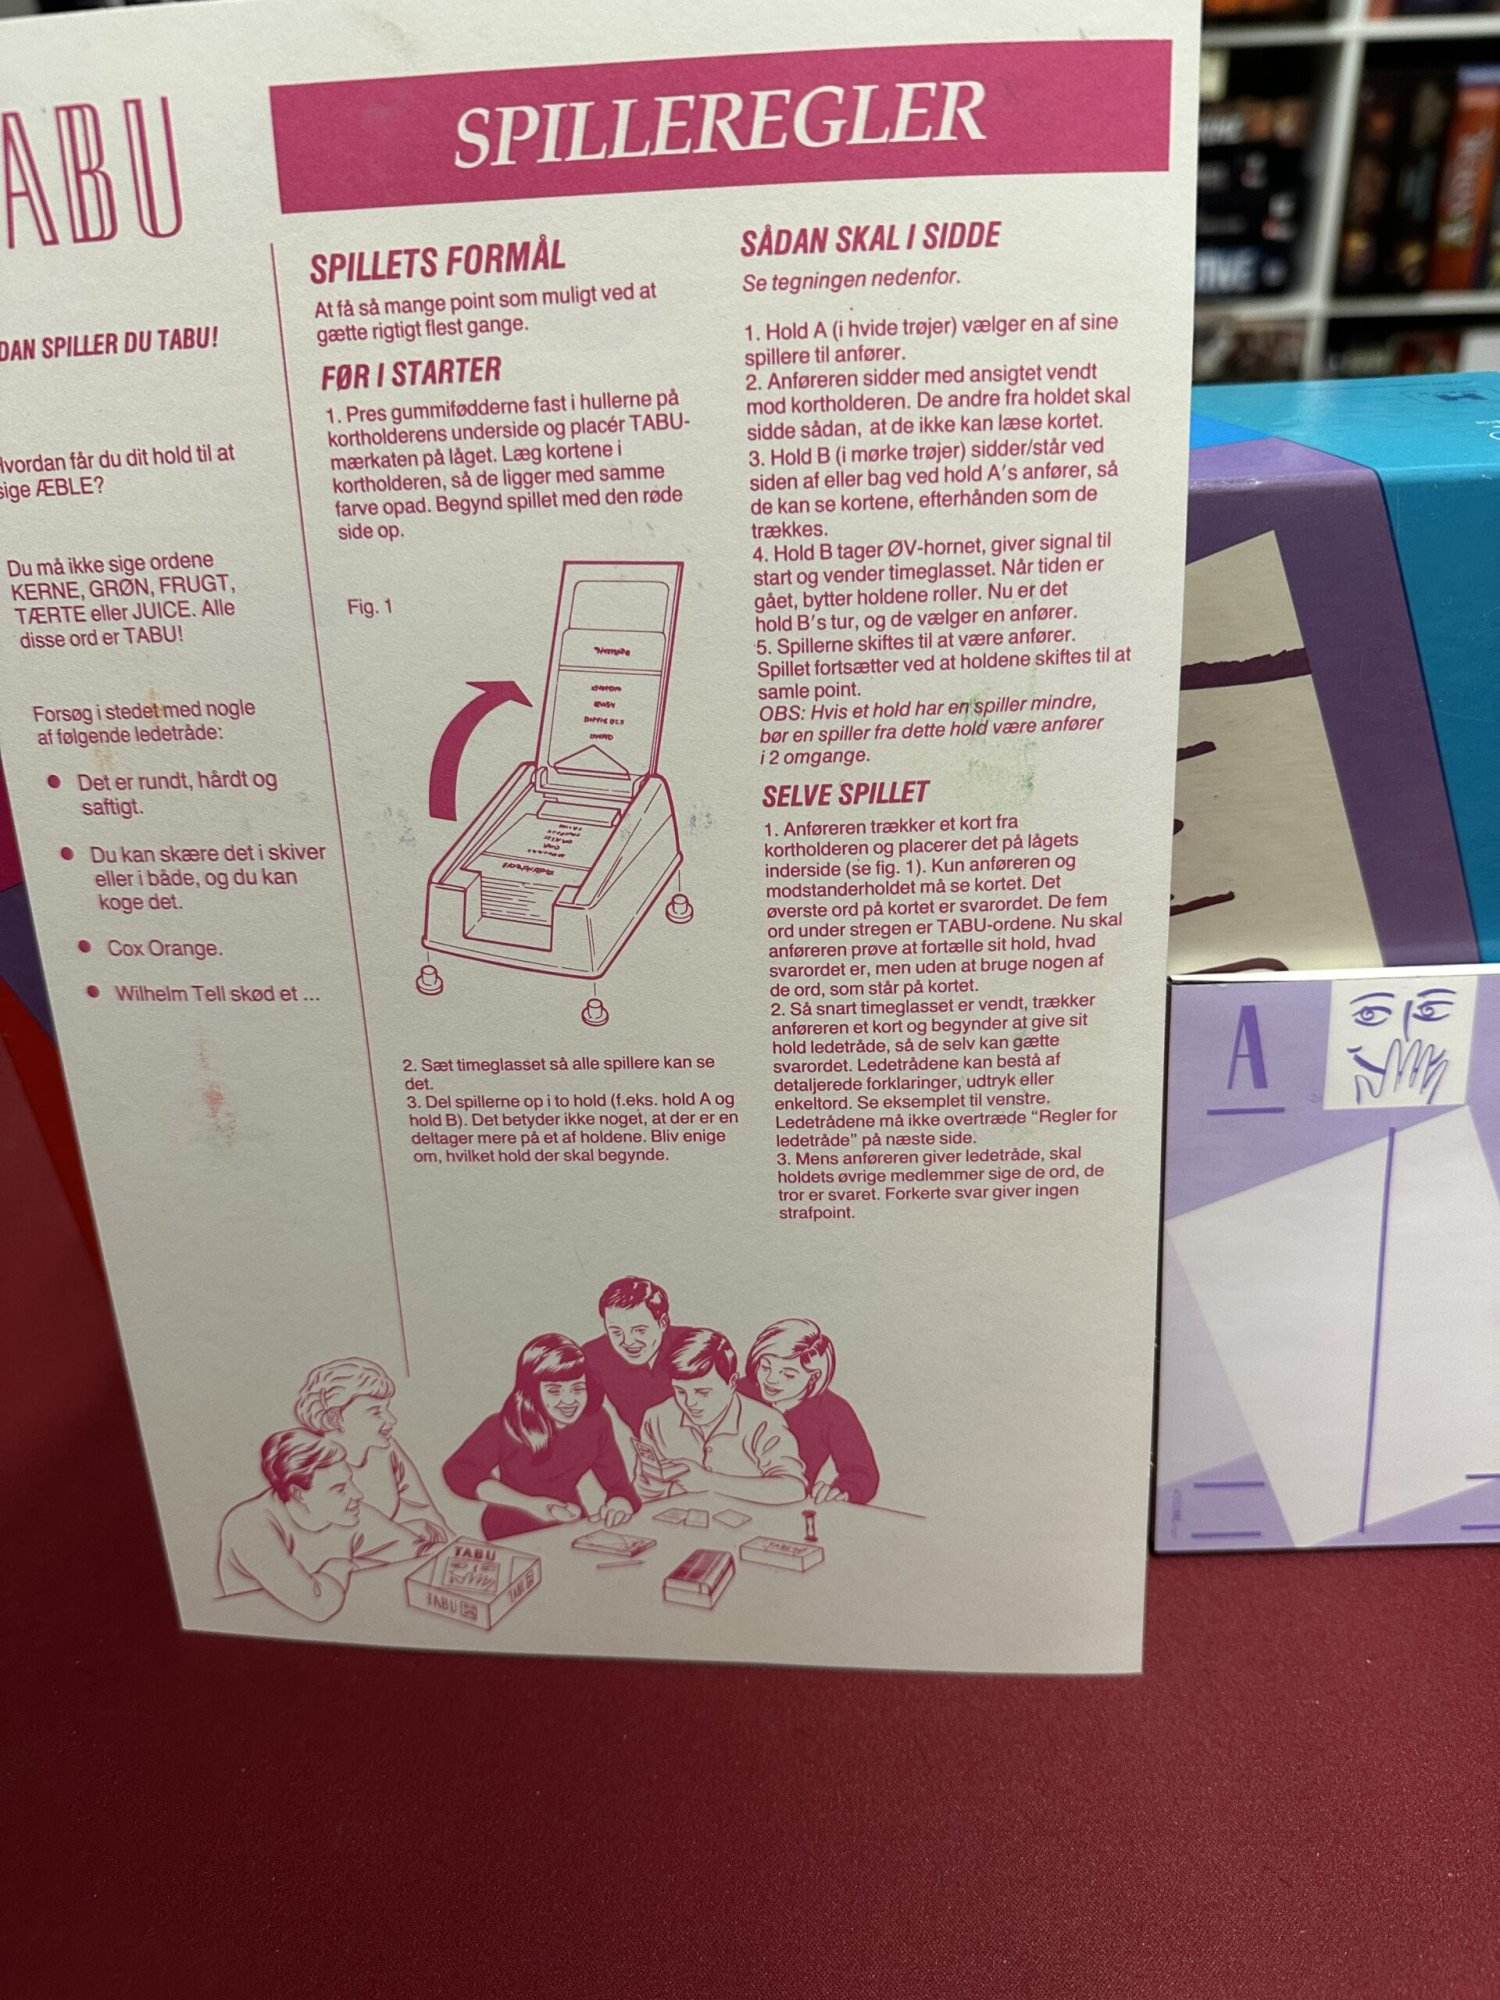 ABU
DAN SPILLER DU TABU!
Hvordan får du dit hold til at
sige ÆBLE?
Du må ikke sige ordene
KERNE, GRØN, FRUGT,
TÆRTE eller JUICE. Alle
disse ord er TABU!
Forsøg i stedet med nogle
af følgende ledetråde:
● Det er rundt, hårdt og
saftigt.
● Du kan skære det i skiver
eller i både, og du kan
koge det.
● Cox Orange.
● Wilhelm Tell skød et ...
SPILLEREGLER
SPILLETS FORMÅL
At få så mange point som muligt ved at
gætte rigtigt flest gange.
FØR I STARTER
1. Pres gummifødderne fast i hullerne på
kortholderens underside og placér TABU-
mærkaten på låget. Læg kortene i
kortholderen, så de ligger med samme
farve opad. Begynd spillet med den røde
side op.
Fig. 1
2. Sæt timeglasset så alle spillere kan se
det.
3. Del spillerne op i to hold (f.eks. hold A og
hold B). Det betyder ikke noget, at der er en
deltager mere på et af holdene. Bliv enige
om, hvilket hold der skal begynde.
SÅDAN SKAL I SIDDE
Se tegningen nedenfor.
1. Hold A (i hvide trøjer) vælger en af sine
spillere til anfører.
2. Anføreren sidder med ansigtet vendt
mod kortholderen. De andre fra holdet skal
sidde sådan, at de ikke kan læse kortet.
3. Hold B (i mørke trøjer) sidder/står ved
siden af eller bag ved hold A's anfører, så
de kan se kortene, efterhånden som de
trækkes.
4. Hold B tager ØV-hornet, giver signal til
start og vender timeglasset. Når tiden er
gået, bytter holdene roller. Nu er det
hold B's tur, og de vælger en anfører.
5. Spillerne skiftes til at være anfører.
Spillet fortsætter ved at holdene skiftes til at
samle point.
OBS: Hvis et hold har en spiller mindre,
bør en spiller fra dette hold være anfører
i 2 omgange.
SELVE SPILLET
1. Anføreren trækker et kort fra
kortholderen og placerer det på lågets
inderside (se fig. 1). Kun anføreren og
modstanderholdet må se kortet. Det
øverste ord på kortet er svarordet. De fem
ord under stregen er TABU-ordene. Nu skal
anføreren prøve at fortælle sit hold, hvad
svarordet er, men uden at bruge nogen af
de ord, som står på kortet.
2. Så snart timeglasset er vendt, trækker
anføreren et kort og begynder at give sit
hold ledetråde, så de selv kan gætte
svarordet. Ledetrådene kan bestå af
detaljerede forklaringer, udtryk eller
enkeltord. Se eksemplet til venstre.
Ledetrådene må ikke overtræde "Regler for
ledetråde" på næste side.
3. Mens anføreren giver ledetråde, skal
holdets øvrige medlemmer sige de ord, de
tror er svaret. Forkerte svar giver ingen
strafpoint.
TABU
TABU
TABU
A